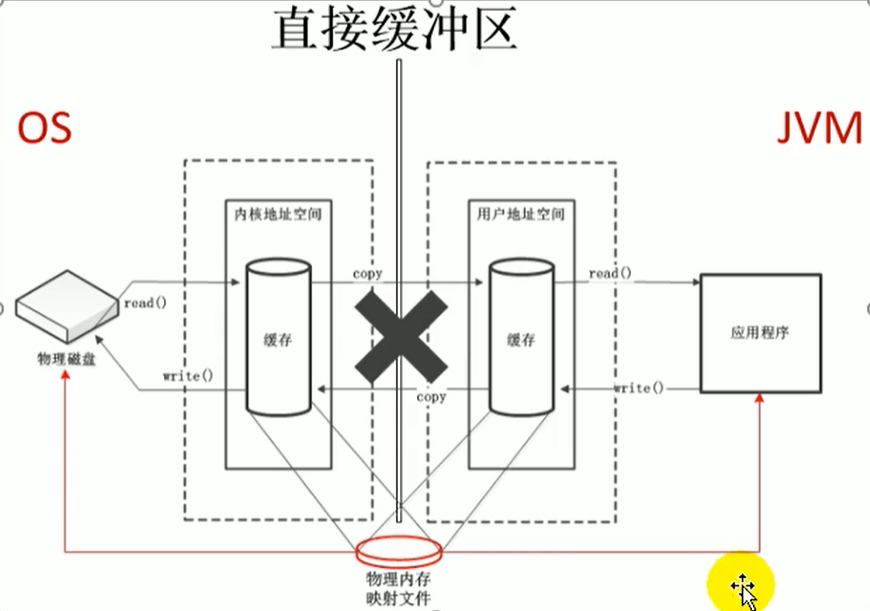 直接缓冲区
OS
JVM
内核地址空间
用户地址空间
copy
read()
read()
缓存
缓存
应用程序
物理磁盘
write()
write()
copy
物理内存
映射文件